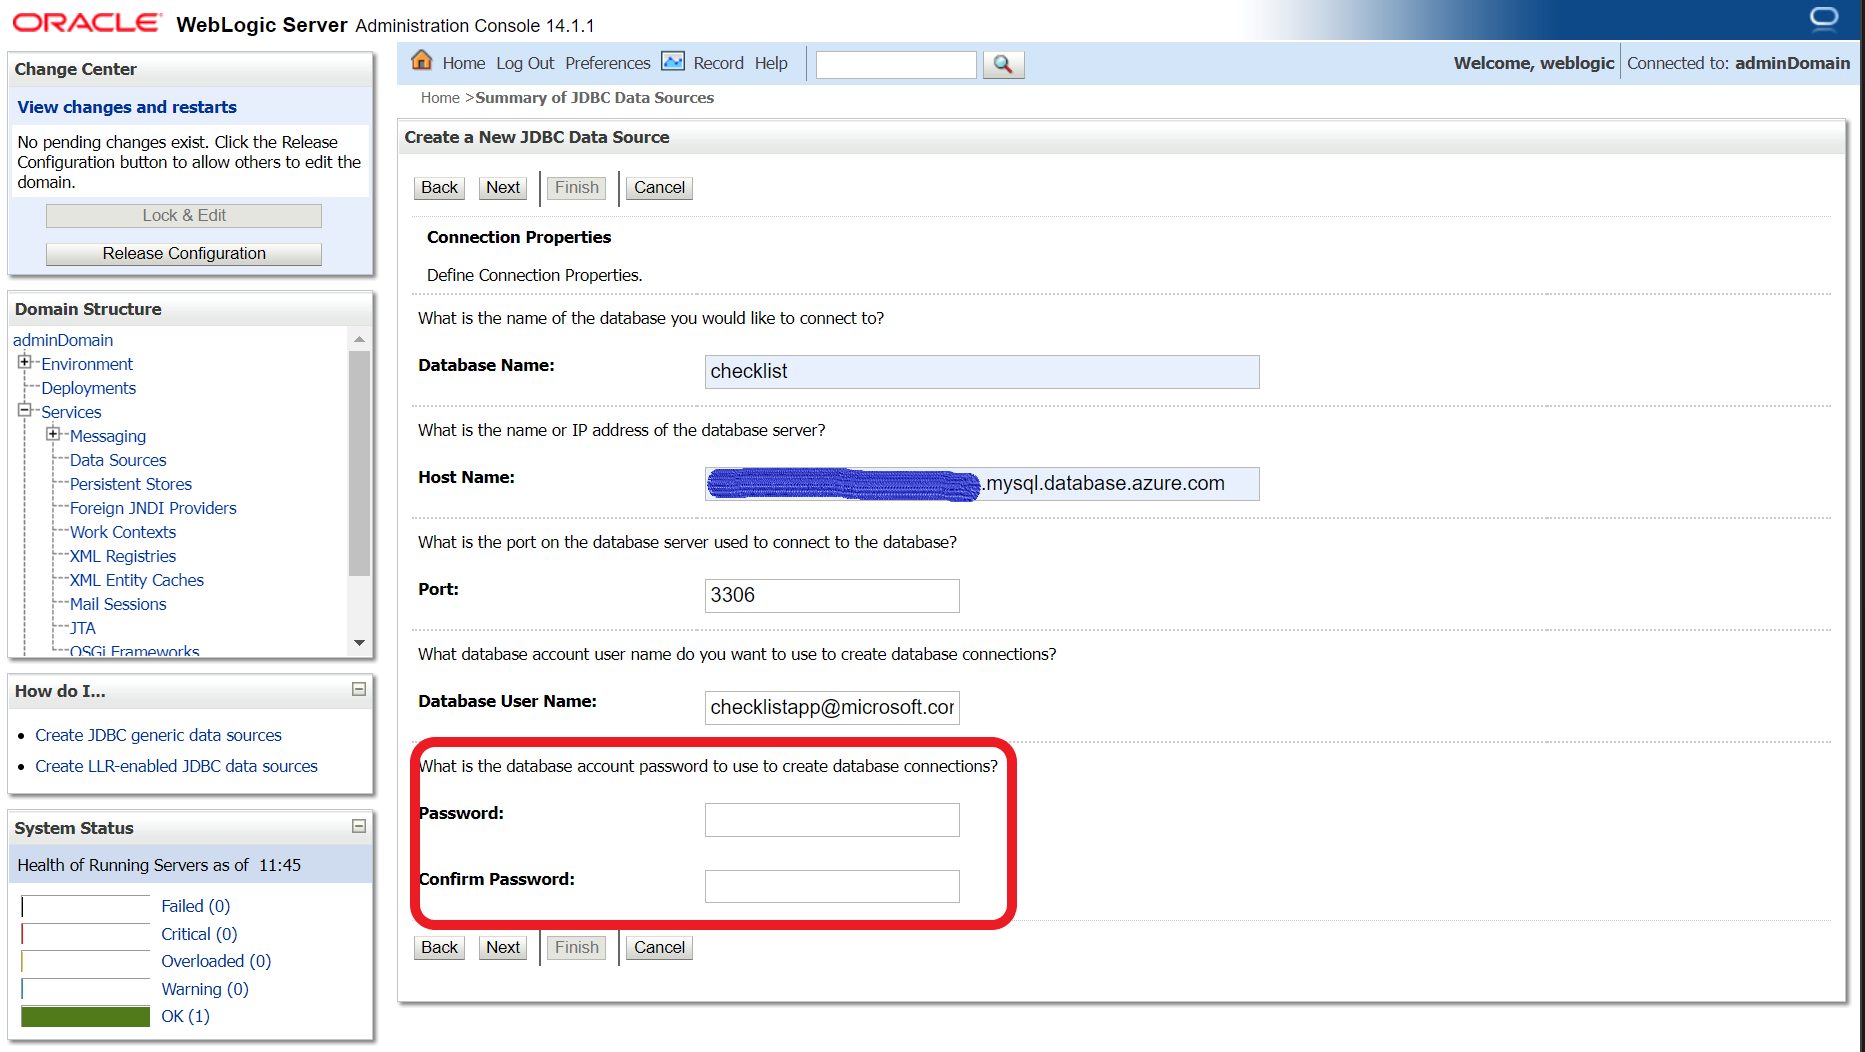 ORACLE WebLogic Server Administration Console 14.1.1
Change Center
View changes and restarts
No pending changes exist. Click the Release
Configuration button to allow others to edit the
domain.
Lock & Edit
Release Configuration
Domain Structure
adminDomain
Environment
Deployments
Services
Messaging
Data Sources
Persistent Stores
Foreign JNDI Providers
Work Contexts
XML Registries
XML Entity Caches
Mail Sessions
JTA
OSGi Frameworks
How do I...
Create JDBC generic data sources
Create LLR-enabled JDBC data sources
System Status
Health of Running Servers as of 11:45
Failed (0)
Critical (0)
Overloaded (0)
Warning (0)
OK (1)
Home Log Out Preferences Record Help
Welcome, weblogic Connected to: adminDomain
Home >Summary of JDBC Data Sources
Create a New JDBC Data Source
Back Next Finish Cancel
Connection Properties
Define Connection Properties.
What is the name of the database you would like to connect to?
Database Name: checklist
What is the name or IP address of the database server?
Host Name: .mysql.database.azure.com
What is the port on the database server used to connect to the database?
Port: 3306
What database account user name do you want to use to create database connections?
Database User Name: checklistapp@microsoft.cor
What is the database account password to use to create database connections?
Password:
Confirm Password:
Back Next Finish Cancel